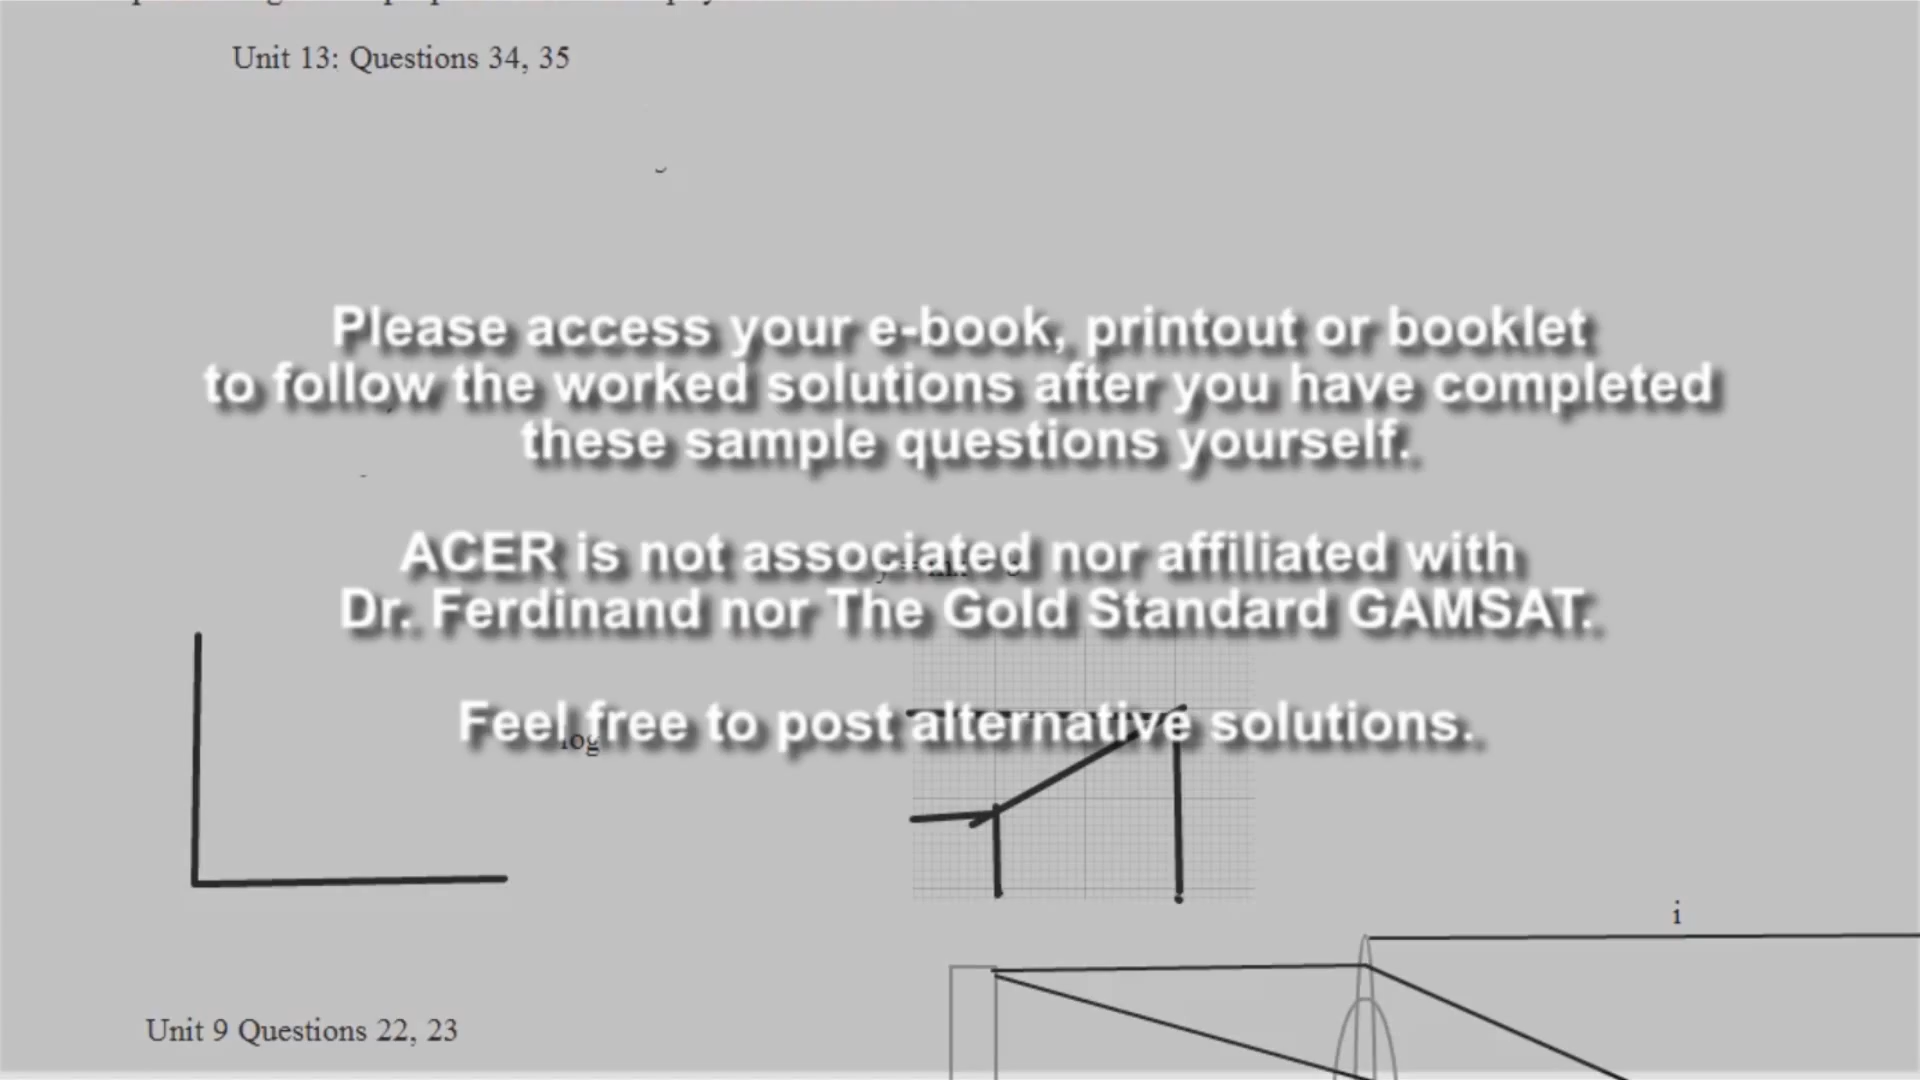 Unit 13: Questions 34, 35
Please access your e-book, printout or booklet
to follow the worked solutions after you have completed
these sample questions yourself.
ACER is not associated nor affiliated with
Dr. Ferdinand nor The Gold Standard GAMSAT.
Feel free to post alternative solutions.
log
i
Unit 9 Questions 22, 23